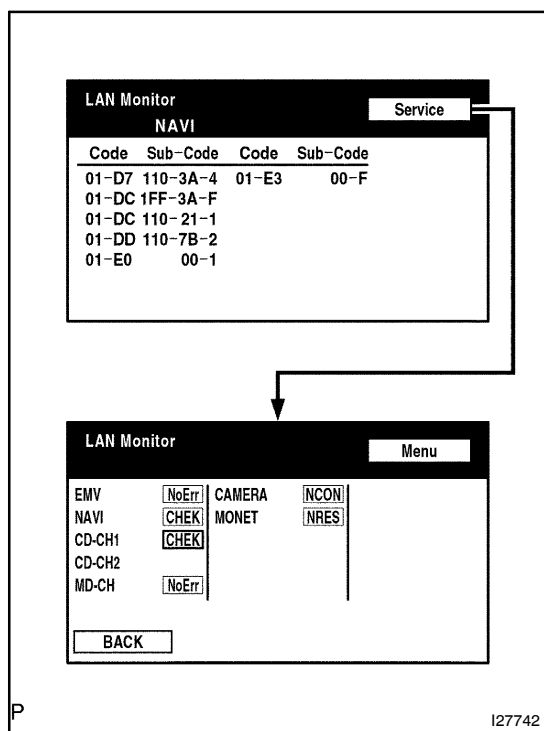 LAN Monitor
Service
NAVI
Code Sub-Code Code Sub-Code
01-D7 110-3A-4 01-E3 00-F
01-DC 1FF-3A-F
01-DC 110-21-1
01-DD 110-7B-2
01-E0 00-1
LAN Monitor
Menu
EMV NoErr CAMERA NCON
NAVI CHEK MONET NRES
CD-CH1 CHEK
CD-CH2
MD-CH NoErr
BACK
P
I27742